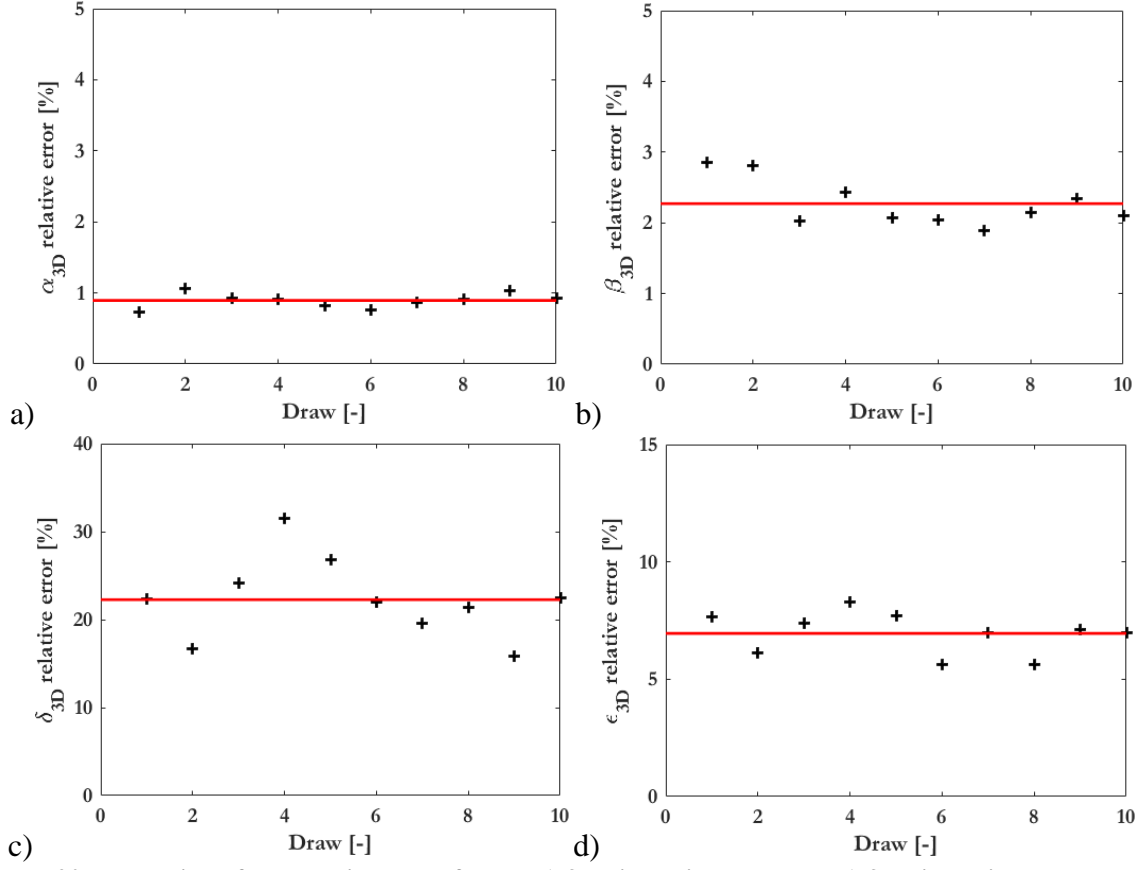 5
4
3
2
1
0
α3D relative error [%]
0 2 4 6 8 10
Draw [-]
a)
5
4
3
2
1
0
β3D relative error [%]
0 2 4 6 8 10
Draw [-]
b)
40
30
20
10
0
δ3D relative error [%]
0 2 4 6 8 10
Draw [-]
c)
15
10
5
0
ϵ3D relative error [%]
0 2 4 6 8 10
Draw [-]
d)